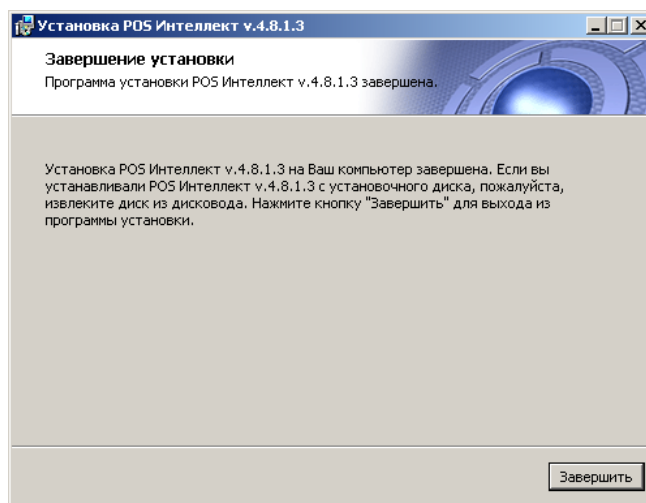 Установка POS Интеллект v.4.8.1.3
Завершение установки
Программа установки POS Интеллект v.4.8.1.3 завершена.
Установка POS Интеллект v.4.8.1.3 на Ваш компьютер завершена. Если вы
устанавливали POS Интеллект v.4.8.1.3 с установочного диска, пожалуйста,
извлеките диск из дисковода. Нажмите кнопку "Завершить" для выхода из
программы установки.
Завершить